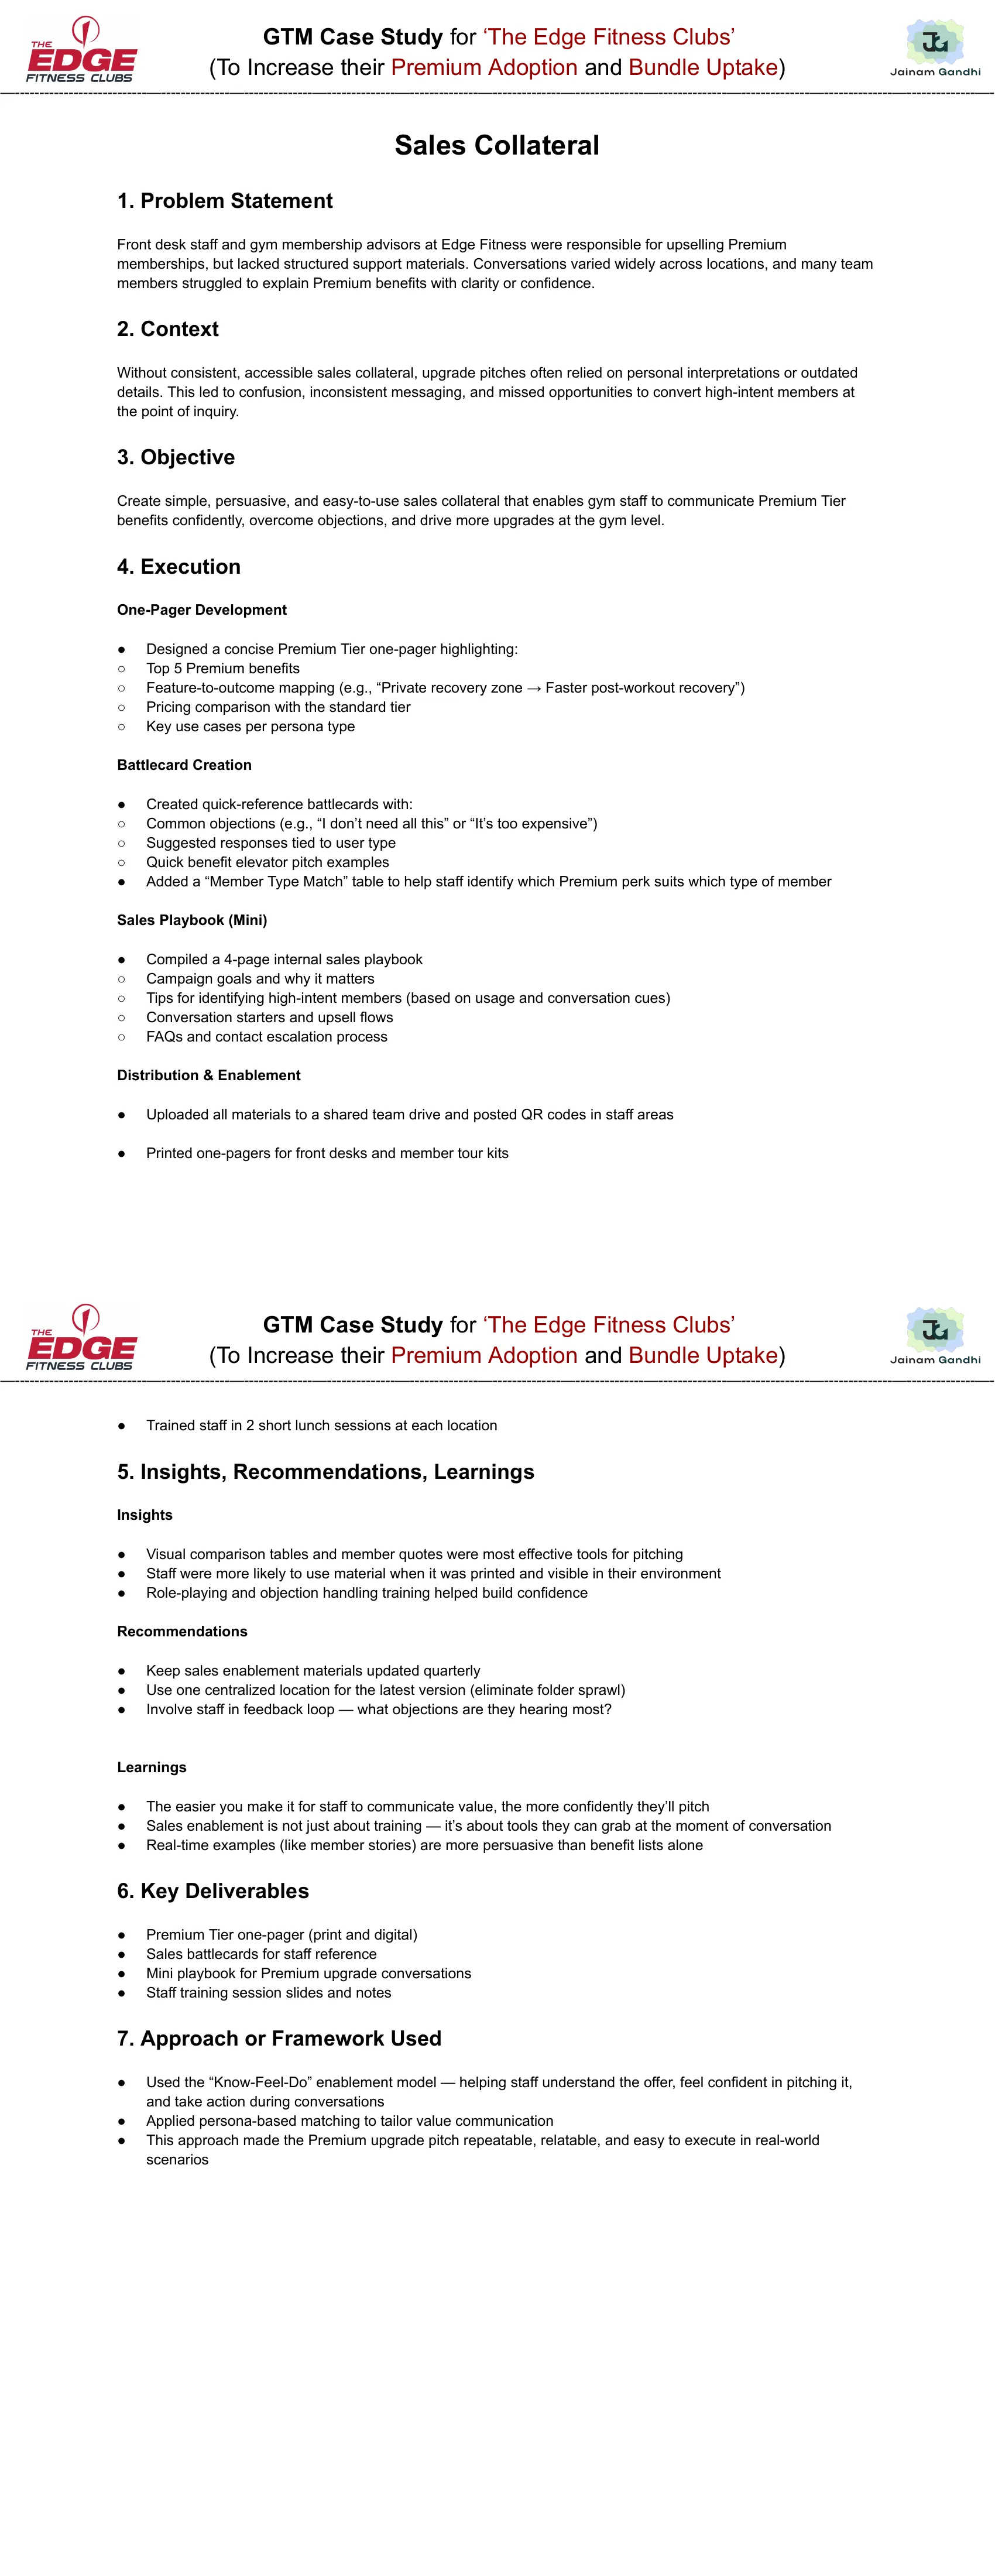 THE
EDGE
FITNESS CLUBS
GTM Case Study for ‘The Edge Fitness Clubs’
(To Increase their Premium Adoption and Bundle Uptake)
JG
Jainam Gandhi
Sales Collateral
1. Problem Statement
Front desk staff and gym membership advisors at Edge Fitness were responsible for upselling Premium
memberships, but lacked structured support materials. Conversations varied widely across locations, and many team
members struggled to explain Premium benefits with clarity or confidence.
2. Context
Without consistent, accessible sales collateral, upgrade pitches often relied on personal interpretations or outdated
details. This led to confusion, inconsistent messaging, and missed opportunities to convert high-intent members at
the point of inquiry.
3. Objective
Create simple, persuasive, and easy-to-use sales collateral that enables gym staff to communicate Premium Tier
benefits confidently, overcome objections, and drive more upgrades at the gym level.
4. Execution
One-Pager Development
● Designed a concise Premium Tier one-pager highlighting:
○ Top 5 Premium benefits
○ Feature-to-outcome mapping (e.g., “Private recovery zone → Faster post-workout recovery”)
○ Pricing comparison with the standard tier
○ Key use cases per persona type
Battlecard Creation
● Created quick-reference battlecards with:
○ Common objections (e.g., “I don’t need all this” or “It’s too expensive”)
○ Suggested responses tied to user type
○ Quick benefit elevator pitch examples
● Added a “Member Type Match” table to help staff identify which Premium perk suits which type of member
Sales Playbook (Mini)
● Compiled a 4-page internal sales playbook
○ Campaign goals and why it matters
○ Tips for identifying high-intent members (based on usage and conversation cues)
○ Conversation starters and upsell flows
○ FAQs and contact escalation process
Distribution & Enablement
● Uploaded all materials to a shared team drive and posted QR codes in staff areas
● Printed one-pagers for front desks and member tour kits
THE
EDGE
FITNESS CLUBS
GTM Case Study for ‘The Edge Fitness Clubs’
(To Increase their Premium Adoption and Bundle Uptake)
JG
Jainam Gandhi
● Trained staff in 2 short lunch sessions at each location
5. Insights, Recommendations, Learnings
Insights
● Visual comparison tables and member quotes were most effective tools for pitching
● Staff were more likely to use material when it was printed and visible in their environment
● Role-playing and objection handling training helped build confidence
Recommendations
● Keep sales enablement materials updated quarterly
● Use one centralized location for the latest version (eliminate folder sprawl)
● Involve staff in feedback loop — what objections are they hearing most?
Learnings
● The easier you make it for staff to communicate value, the more confidently they’ll pitch
● Sales enablement is not just about training — it’s about tools they can grab at the moment of conversation
● Real-time examples (like member stories) are more persuasive than benefit lists alone
6. Key Deliverables
● Premium Tier one-pager (print and digital)
● Sales battlecards for staff reference
● Mini playbook for Premium upgrade conversations
● Staff training session slides and notes
7. Approach or Framework Used
● Used the “Know-Feel-Do” enablement model — helping staff understand the offer, feel confident in pitching it,
and take action during conversations
● Applied persona-based matching to tailor value communication
● This approach made the Premium upgrade pitch repeatable, relatable, and easy to execute in real-world
scenarios